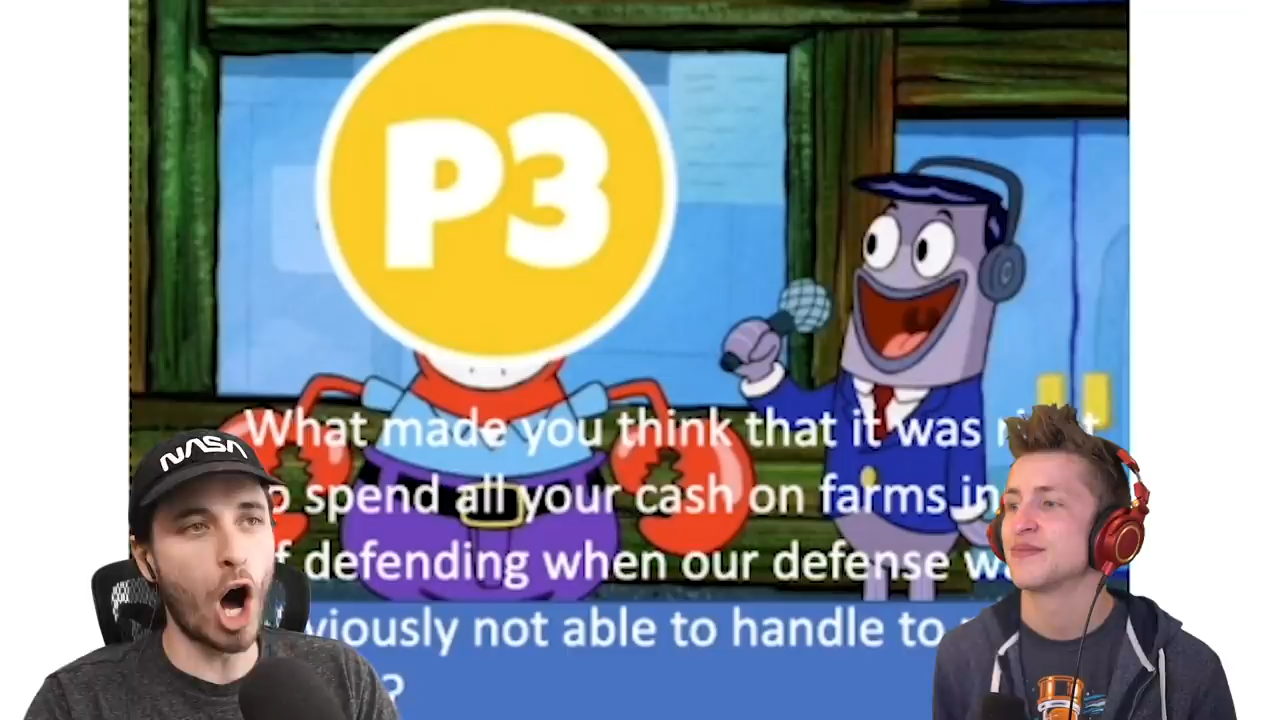 P3
What made you think that it was
spend all your cash on farms in
defending when our defense
not able to handle to
?
NASA